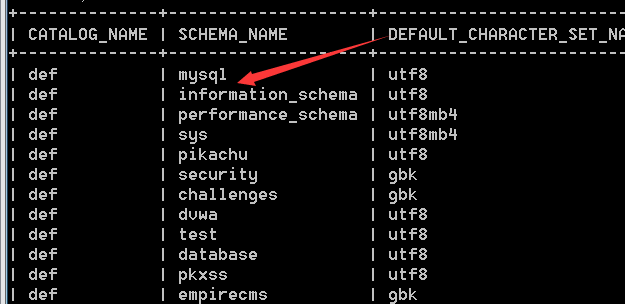 | CATALOG_NAME | SCHEMA_NAME | DEFAULT_CHARACTER_SET_NA
| def | mysql | utf8
| def | information_schema | utf8
| def | performance_schema | utf8mb4
| def | sys | utf8mb4
| def | pikachu | utf8
| def | security | gbk
| def | challenges | gbk
| def | dvwa | utf8
| def | test | utf8
| def | database | utf8
| def | pkxss | utf8
| def | empirecms | gbk